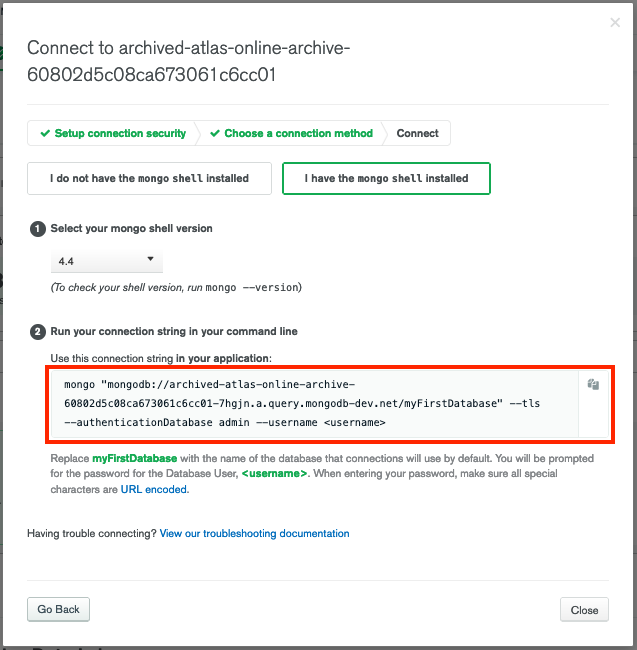 Connect to archived-atlas-online-archive-
60802d5c08ca673061c6cc01
Setup connection security
Choose a connection method
Connect
I do not have the mongo shell installed
I have the mongo shell installed
1 Select your mongo shell version
4.4
(To check your shell version, run mongo --version)
2 Run your connection string in your command line
Use this connection string in your application:
mongo "mongodb://archived-atlas-online-archive-
60802d5c08ca673061c6cc01-7hgjn.a.query.mongodb-dev.net/myFirstDatabase" --tls
--authenticationDatabase admin --username <username>
Replace myFirstDatabase with the name of the database that connections will use by default. You will be prompted
for the password for the Database User, <username>. When entering your password, make sure all special
characters are URL encoded.
Having trouble connecting? View our troubleshooting documentation
Go Back
Close